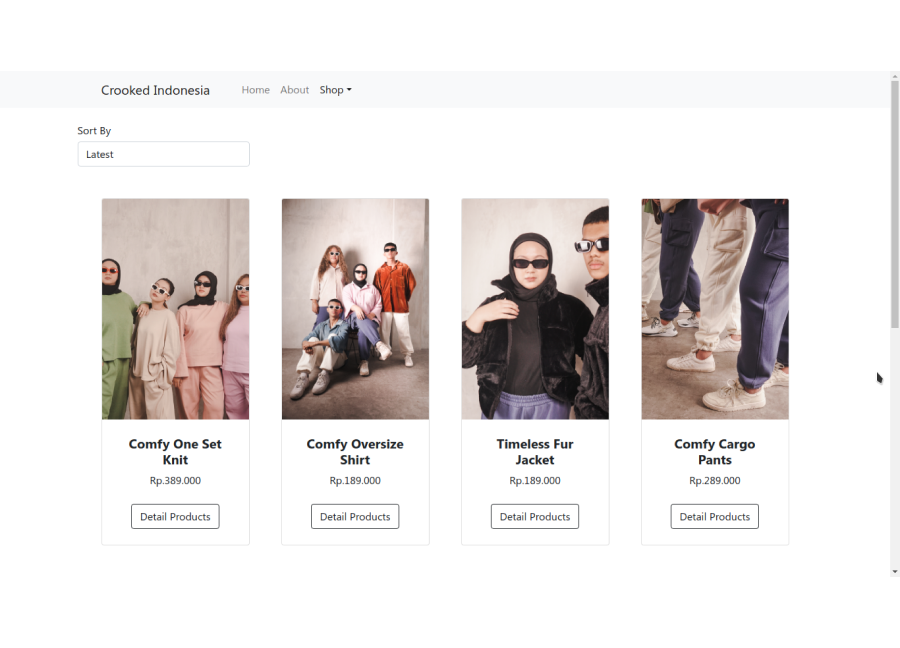 Crooked Indonesia Home About Shop
Sort By
Latest
Comfy One Set
Knit
Rp.389.000
Detail Products
Comfy Oversize
Shirt
Rp.189.000
Detail Products
Timeless Fur
Jacket
Rp.189.000
Detail Products
Comfy Cargo
Pants
Rp.289.000
Detail Products